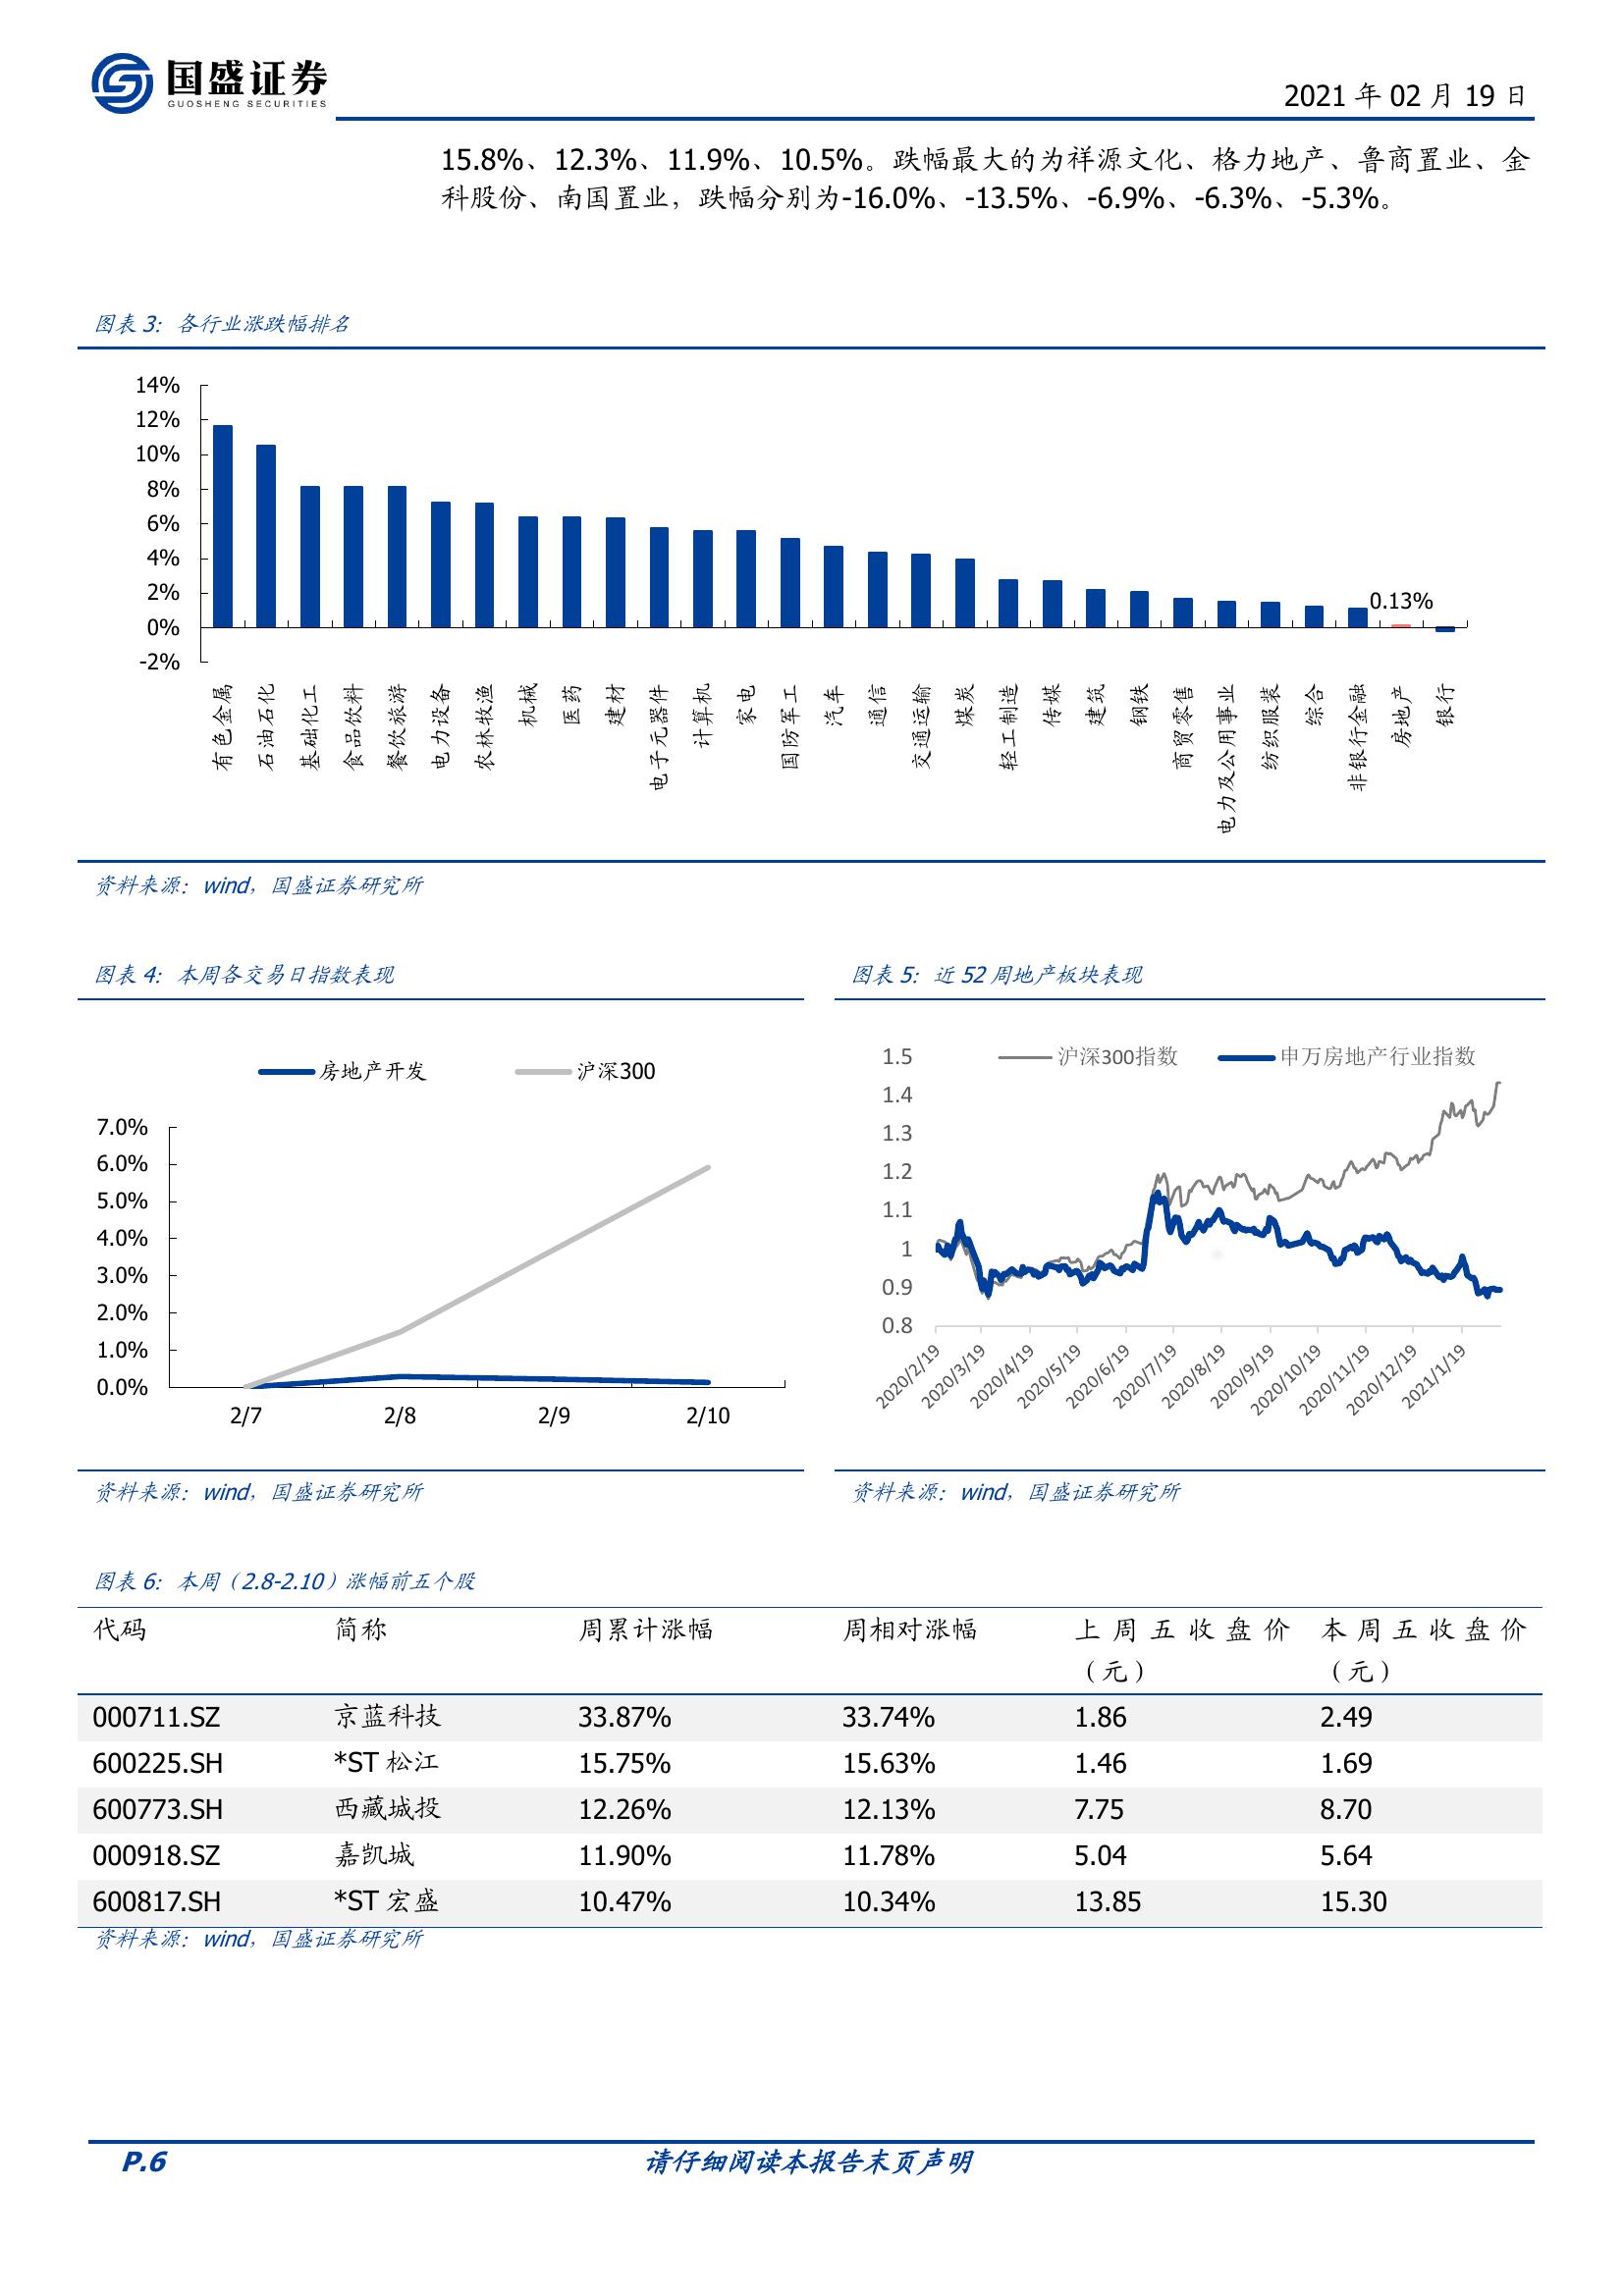 国盛证券
GUOSHENG SECURITIES
2021 年 02 月 19 日
15.8%、12.3%、11.9%、10.5%。跌幅最大的为祥源文化、格力地产、鲁商置业、金
科股份、南国置业，跌幅分别为-16.0%、-13.5%、-6.9%、-6.3%、-5.3%。
图表 3：各行业涨跌幅排名
14%
12%
10%
8%
6%
4%
2%
0%
-2%
0.13%
有色金属
石油石化
基础化工
食品饮料
餐饮旅游
电力设备
农林牧渔
机械
医药
建材
电子元器件
计算机
家电
国防军工
汽车
通信
交通运输
煤炭
轻工制造
传媒
建筑
钢铁
商贸零售
电力及公用事业
纺织服装
综合
非银行金融
房地产
银行
资料来源：wind，国盛证券研究所
图表 4：本周各交易日指数表现
房地产开发 沪深300
7.0%
6.0%
5.0%
4.0%
3.0%
2.0%
1.0%
0.0%
2/7 2/8 2/9 2/10
资料来源：wind，国盛证券研究所
图表 5：近 52 周地产板块表现
沪深300指数 申万房地产行业指数
1.5
1.4
1.3
1.2
1.1
1
0.9
0.8
2020/2/19
2020/3/19
2020/4/19
2020/5/19
2020/6/19
2020/7/19
2020/8/19
2020/9/19
2020/10/19
2020/11/19
2020/12/19
2021/1/19
资料来源：wind，国盛证券研究所
图表 6：本周（2.8-2.10）涨幅前五个股
代码 简称 周累计涨幅 周相对涨幅 上周五收盘价（元） 本周五收盘价（元）
000711.SZ 京蓝科技 33.87% 33.74% 1.86 2.49
600225.SH *ST 松江 15.75% 15.63% 1.46 1.69
600773.SH 西藏城投 12.26% 12.13% 7.75 8.70
000918.SZ 嘉凯城 11.90% 11.78% 5.04 5.64
600817.SH *ST 宏盛 10.47% 10.34% 13.85 15.30
资料来源：wind，国盛证券研究所
P.6 请仔细阅读本报告末页声明